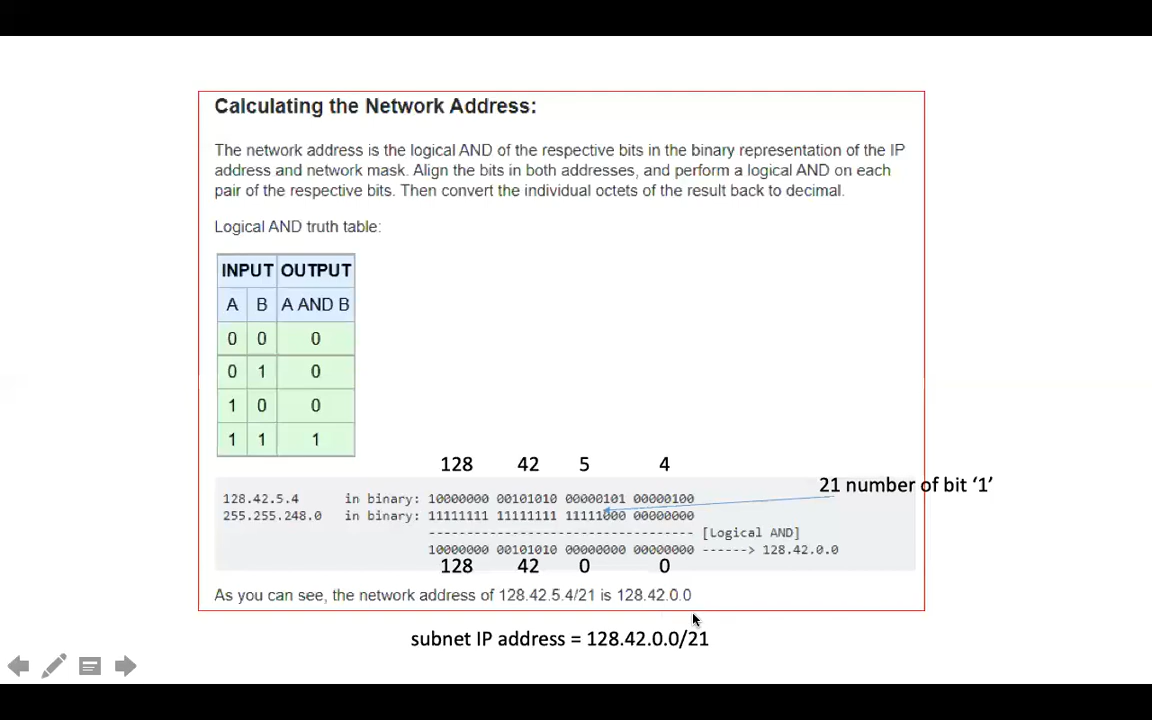 Calculating the Network Address:
The network address is the logical AND of the respective bits in the binary representation of the IP
address and network mask. Align the bits in both addresses, and perform a logical AND on each
pair of the respective bits. Then convert the individual octets of the result back to decimal.
Logical AND truth table:
INPUT OUTPUT
A B A AND B
0 0 0
0 1 0
1 0 0
1 1 1
128 42 5 4
21 number of bit ‘1’
128.42.5.4 in binary: 10000000 00101010 00000101 00000100
255.255.248.0 in binary: 11111111 11111111 11111000 00000000
----------------------------------- [Logical AND]
10000000 00101010 00000000 00000000 ------> 128.42.0.0
128 42 0 0
As you can see, the network address of 128.42.5.4/21 is 128.42.0.0
subnet IP address = 128.42.0.0/21